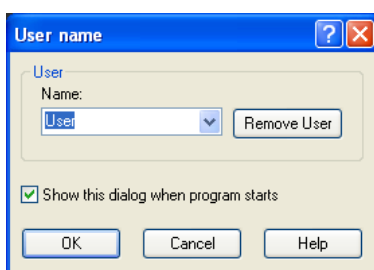 User name
User
Name:
User
Remove User
Show this dialog when program starts
OK
Cancel
Help